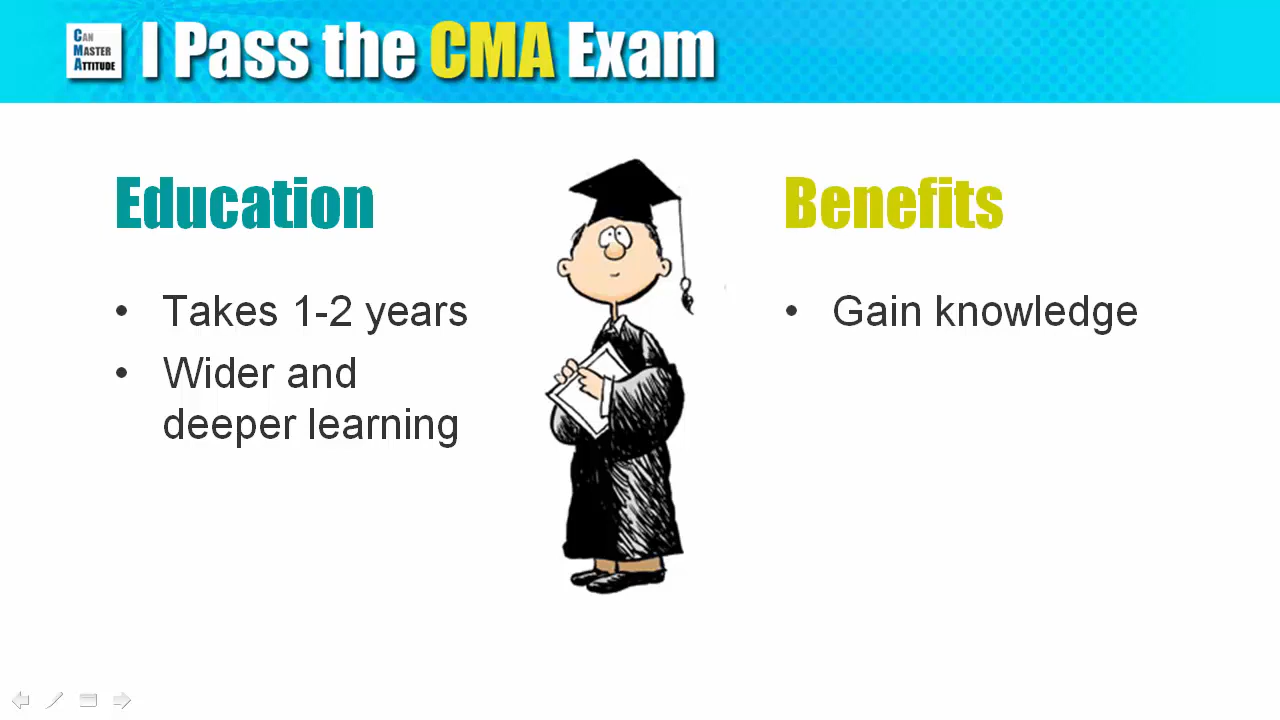 CAN
MASTER
ATTITUDE
I Pass the CMA Exam
Education
• Takes 1-2 years
• Wider and
deeper learning
Benefits
• Gain knowledge